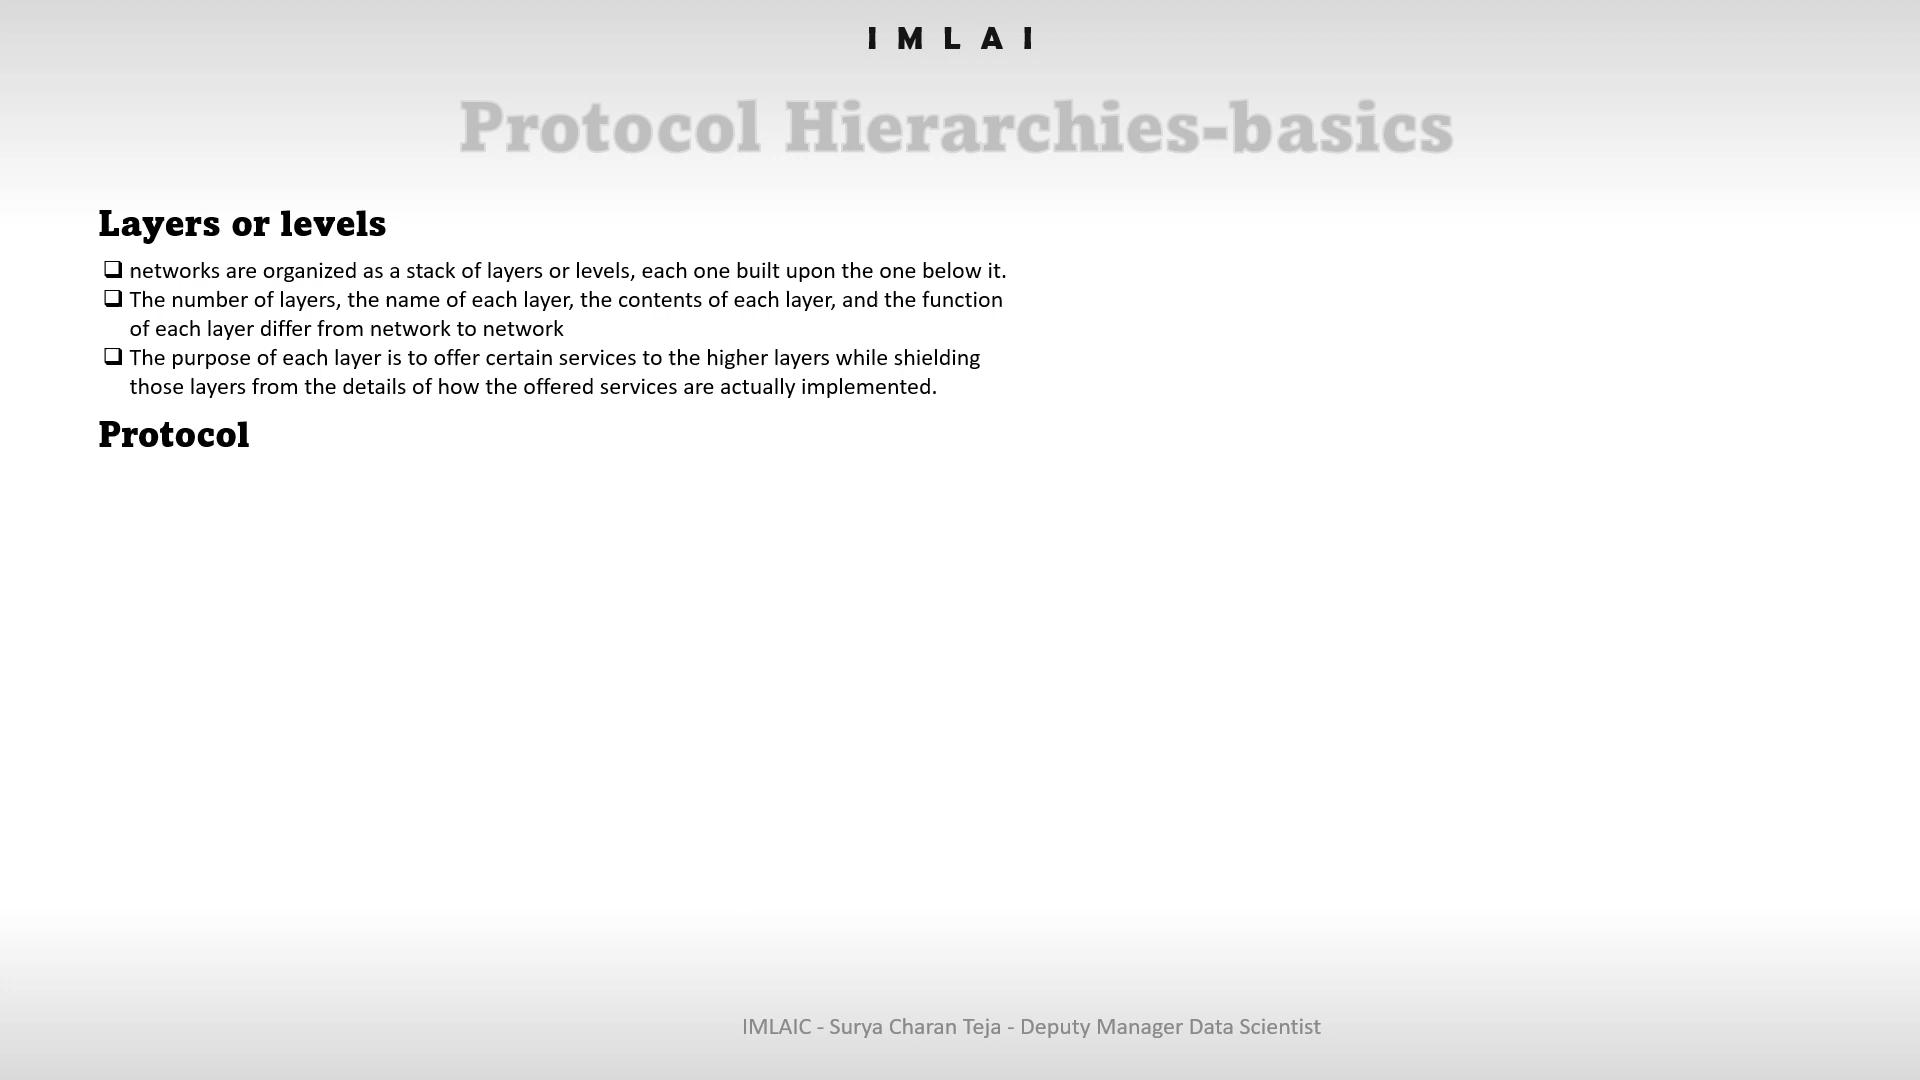 I M L A I
Protocol Hierarchies-basics
Layers or levels
❑ networks are organized as a stack of layers or levels, each one built upon the one below it.
❑ The number of layers, the name of each layer, the contents of each layer, and the function
of each layer differ from network to network
❑ The purpose of each layer is to offer certain services to the higher layers while shielding
those layers from the details of how the offered services are actually implemented.
Protocol
IMLAIC - Surya Charan Teja - Deputy Manager Data Scientist